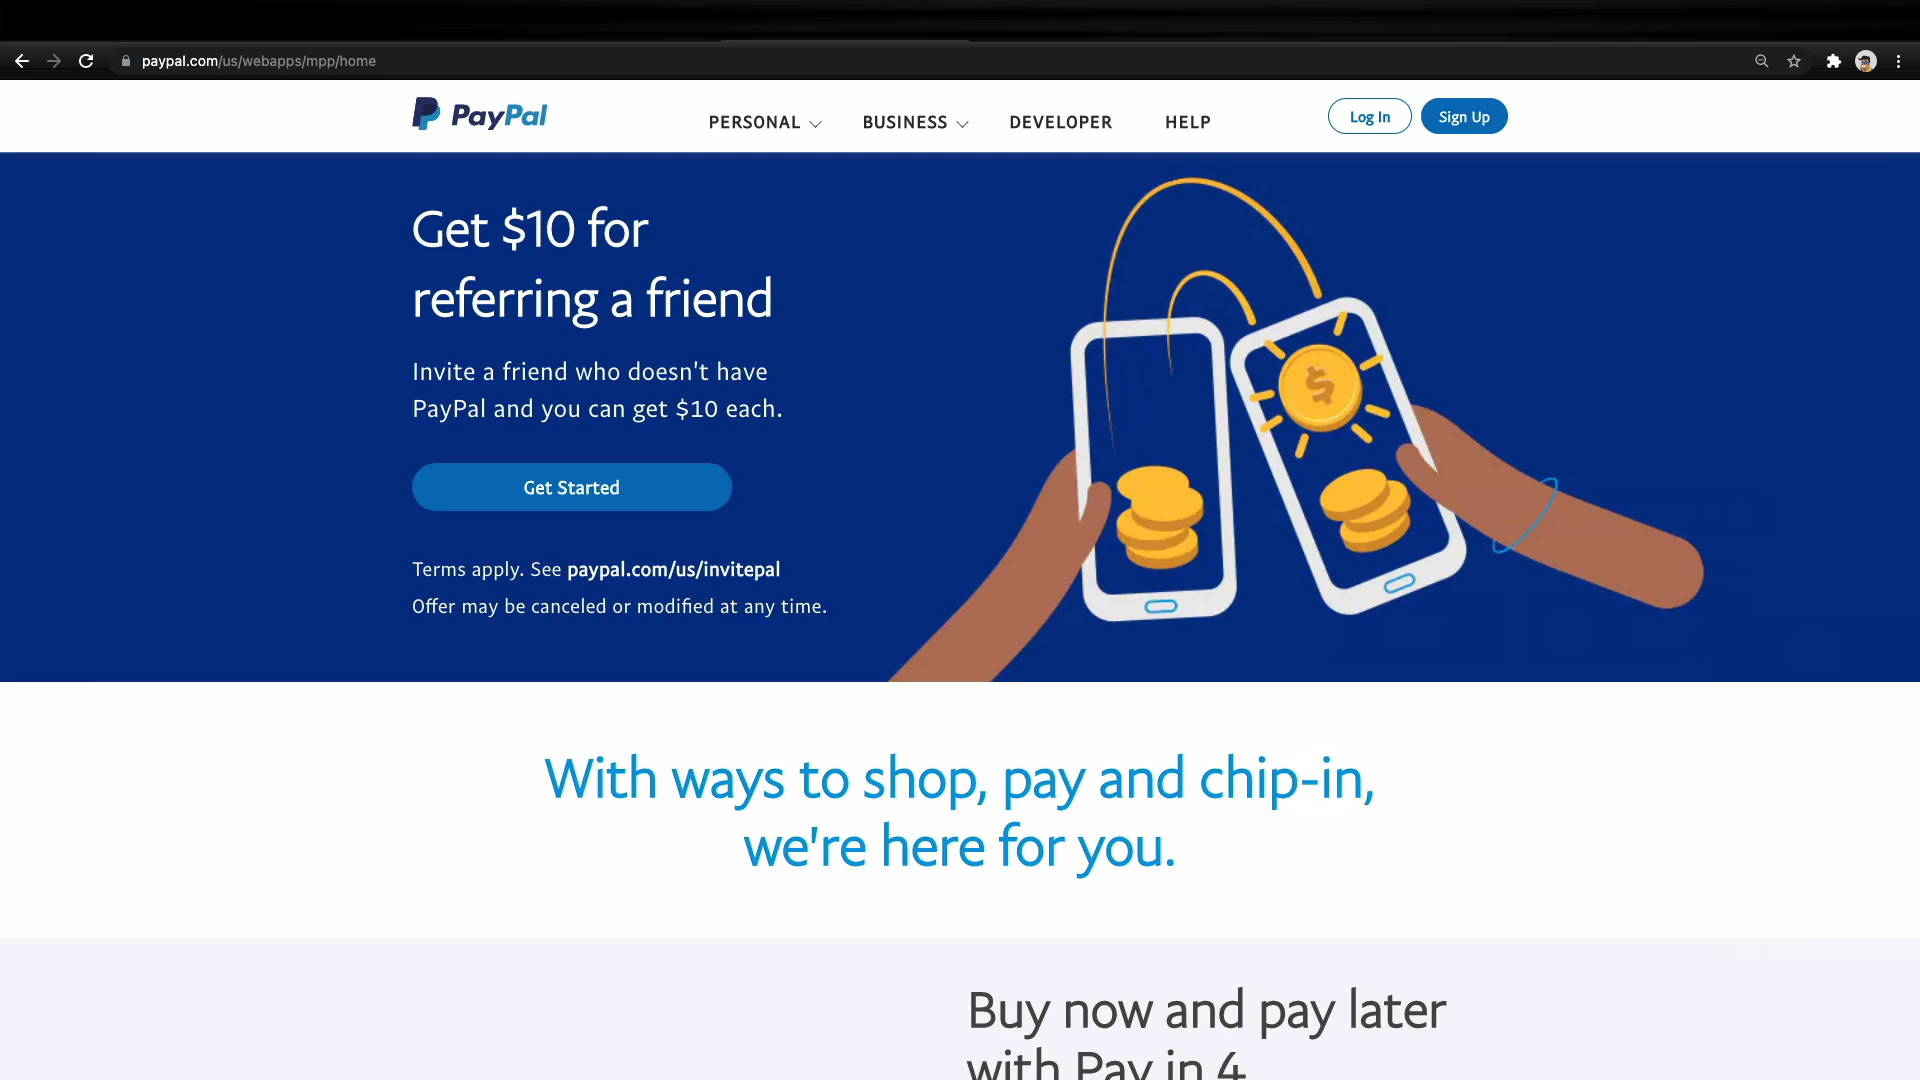 paypal.com/us/webapps/mpp/home
PayPal
PERSONAL
BUSINESS
DEVELOPER
HELP
Log In
Sign Up
Get $10 for
referring a friend
Invite a friend who doesn't have
PayPal and you can get $10 each.
Get Started
Terms apply. See paypal.com/us/invitepal
Offer may be canceled or modified at any time.
$
With ways to shop, pay and chip-in,
we're here for you.
Buy now and pay later
with Pay in 4